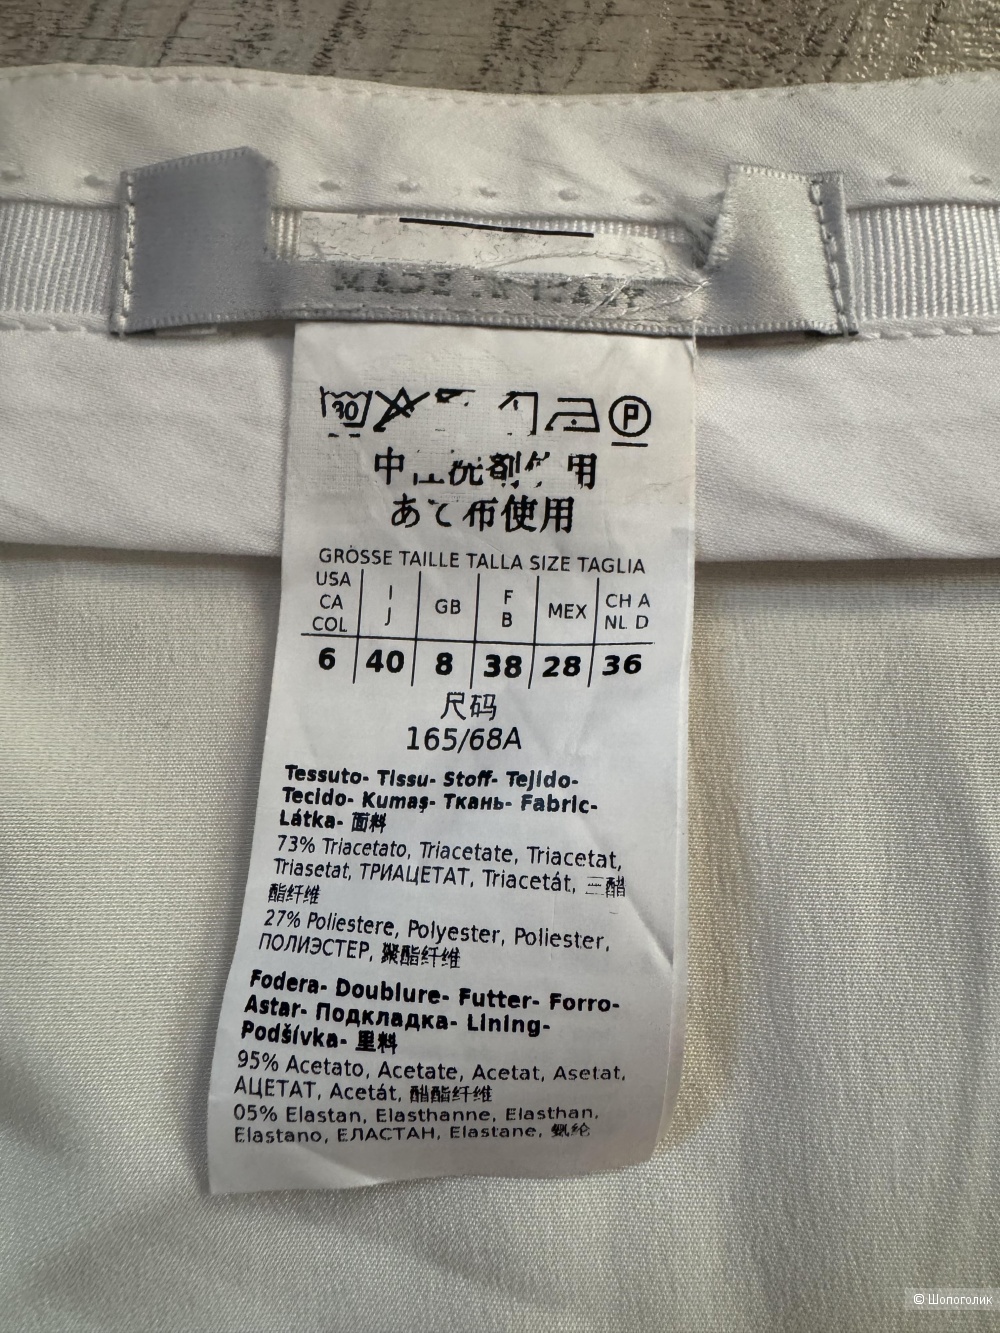 MADE IN ITALY
30 P
中性洗剤使用
あて布使用
GRÖSSE TAILLE TALLA SIZE TAGLIA
USA CA COL I J GB F B MEX CH A NL D
6 40 8 38 28 36
尺码
165/68A
Tessuto- Tissu- Stoff- Tejido-
Tecido- Kumaş- Ткань- Fabric-
Látka- 面料
73% Triacetato, Triacetate, Triacetat,
Triasetat, ТРИАЦЕТАТ, Triacetát, 三醋
酯纤维
27% Poliestere, Polyester, Poliester,
ПОЛИЭСТЕР, 聚酯纤维
Fodera- Doublure- Futter- Forro-
Astar- Подкладка- Lining-
Podšívka- 里料
95% Acetato, Acetate, Acetat, Asetat,
АЦЕТАТ, Acetát, 醋酯纤维
05% Elastan, Elasthanne, Elasthan,
Elastano, ЕЛАСТАН, Elastane, 氨纶
© Шопоголик